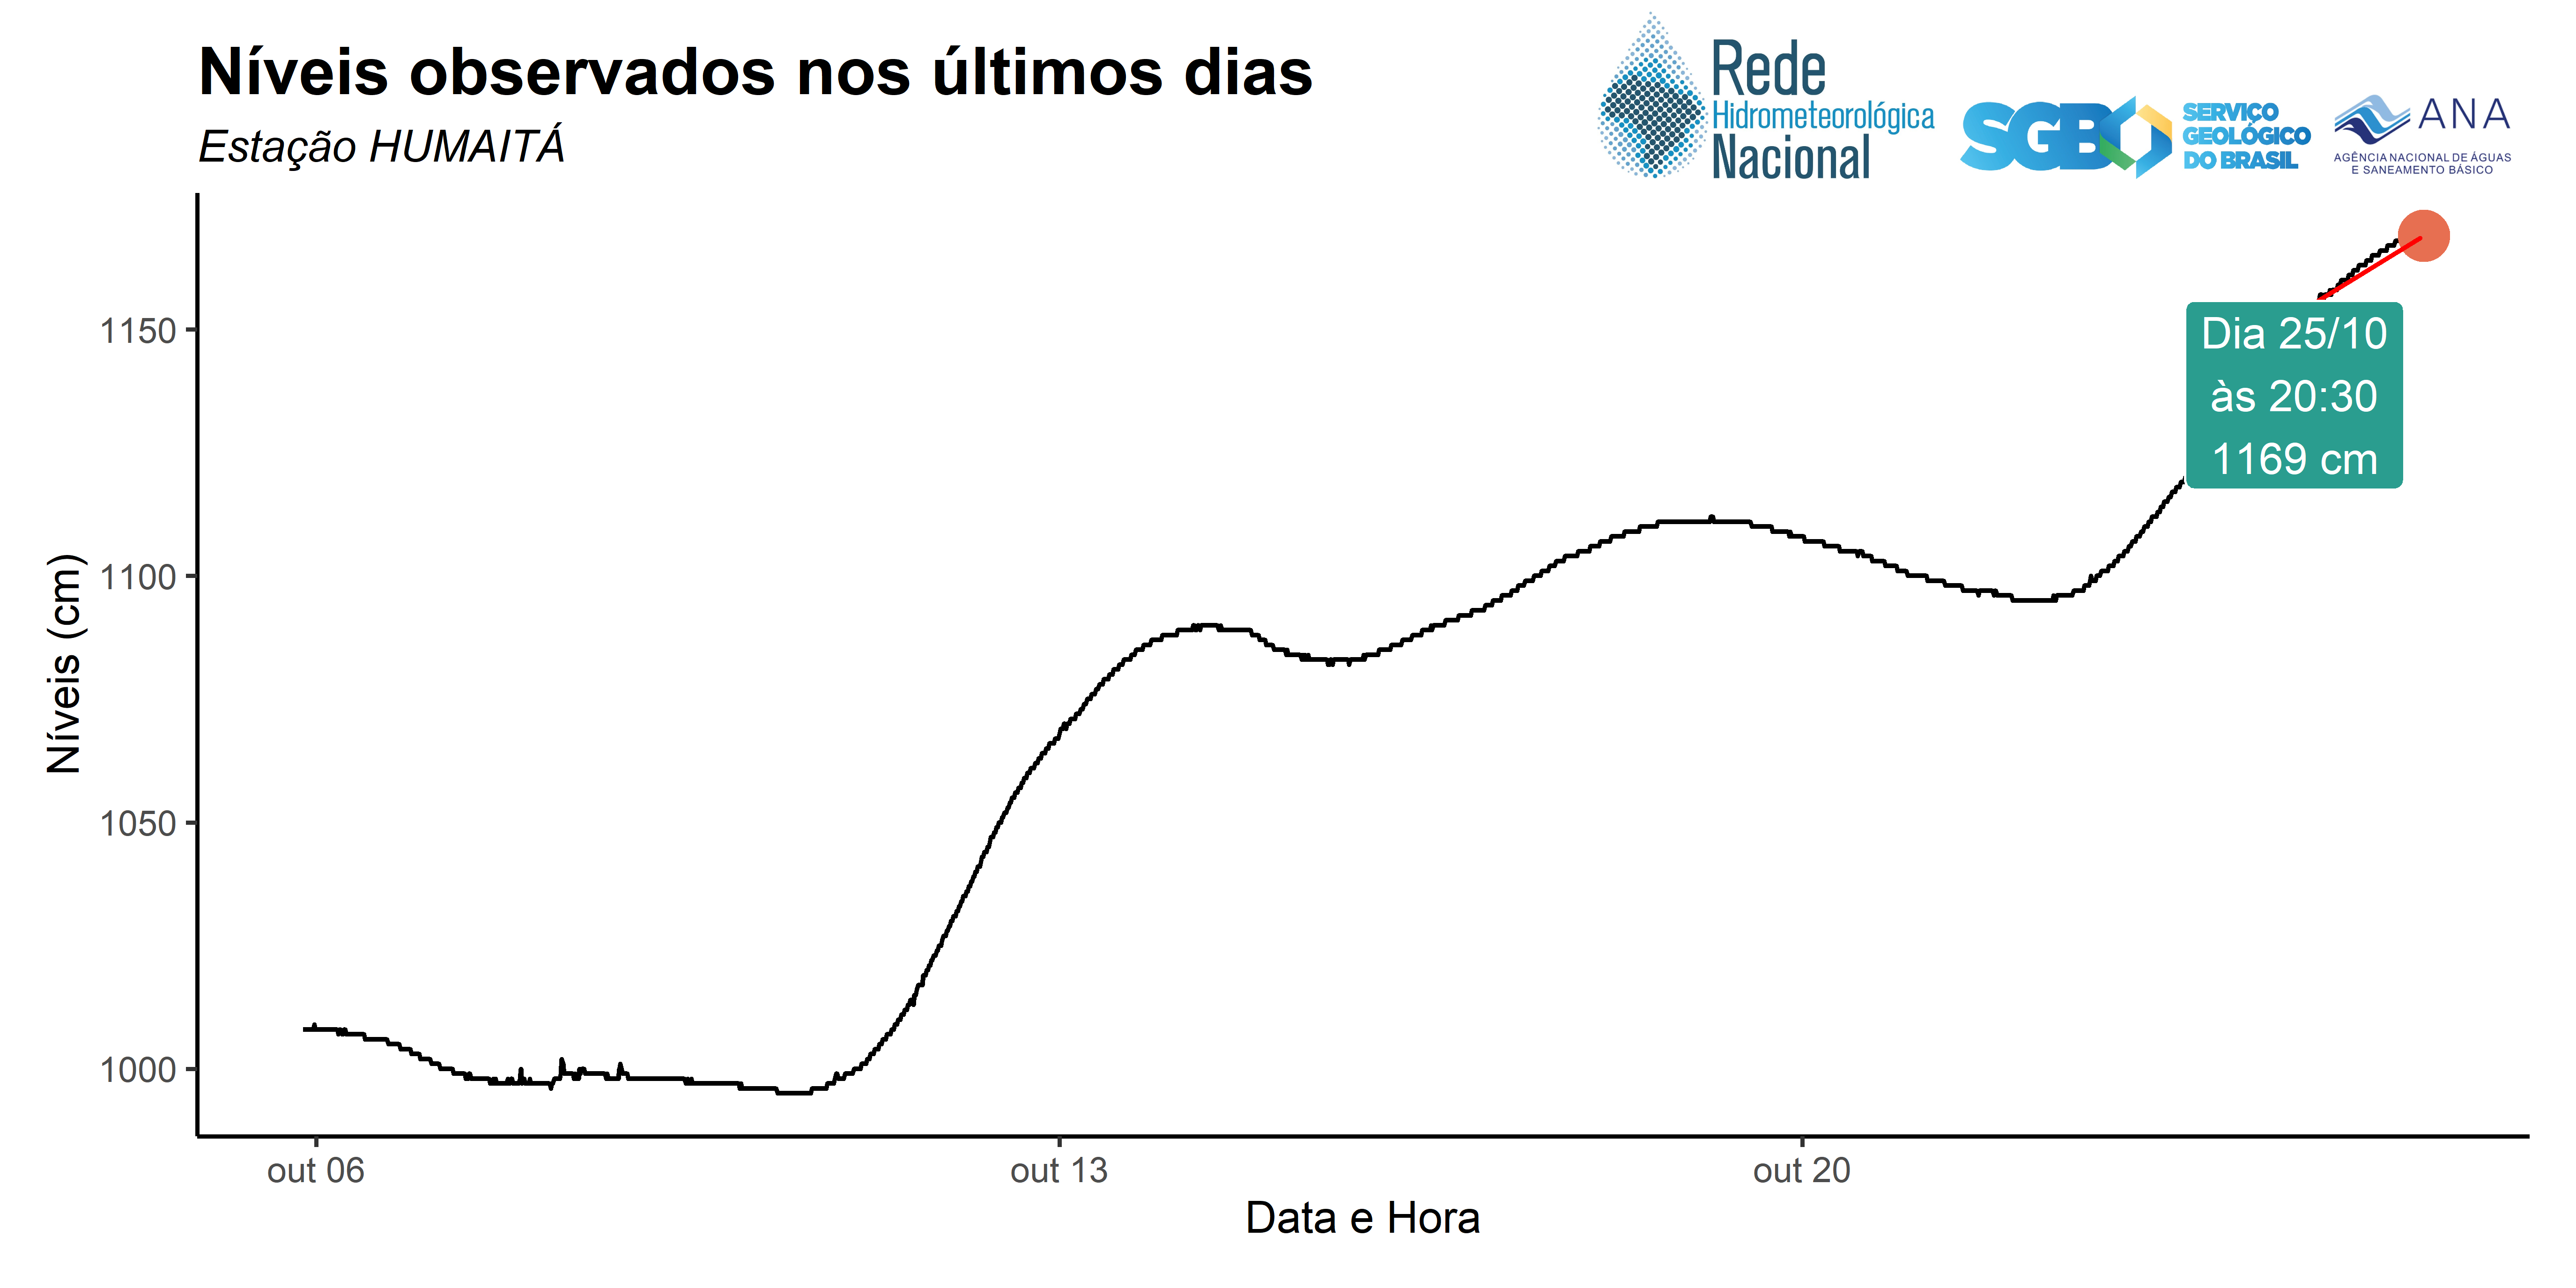 Níveis observados nos últimos dias
Estação HUMAITÁ
Rede
Hidrometeorológica
Nacional
SGB
SERVIÇO
GEOLÓGICO
DO BRASIL
ANA
AGÊNCIA NACIONAL DE ÁGUAS
E SANEAMENTO BÁSICO
Níveis (cm)
1150
1100
1050
1000
Dia 25/10
às 20:30
1169 cm
out 06
out 13
out 20
Data e Hora